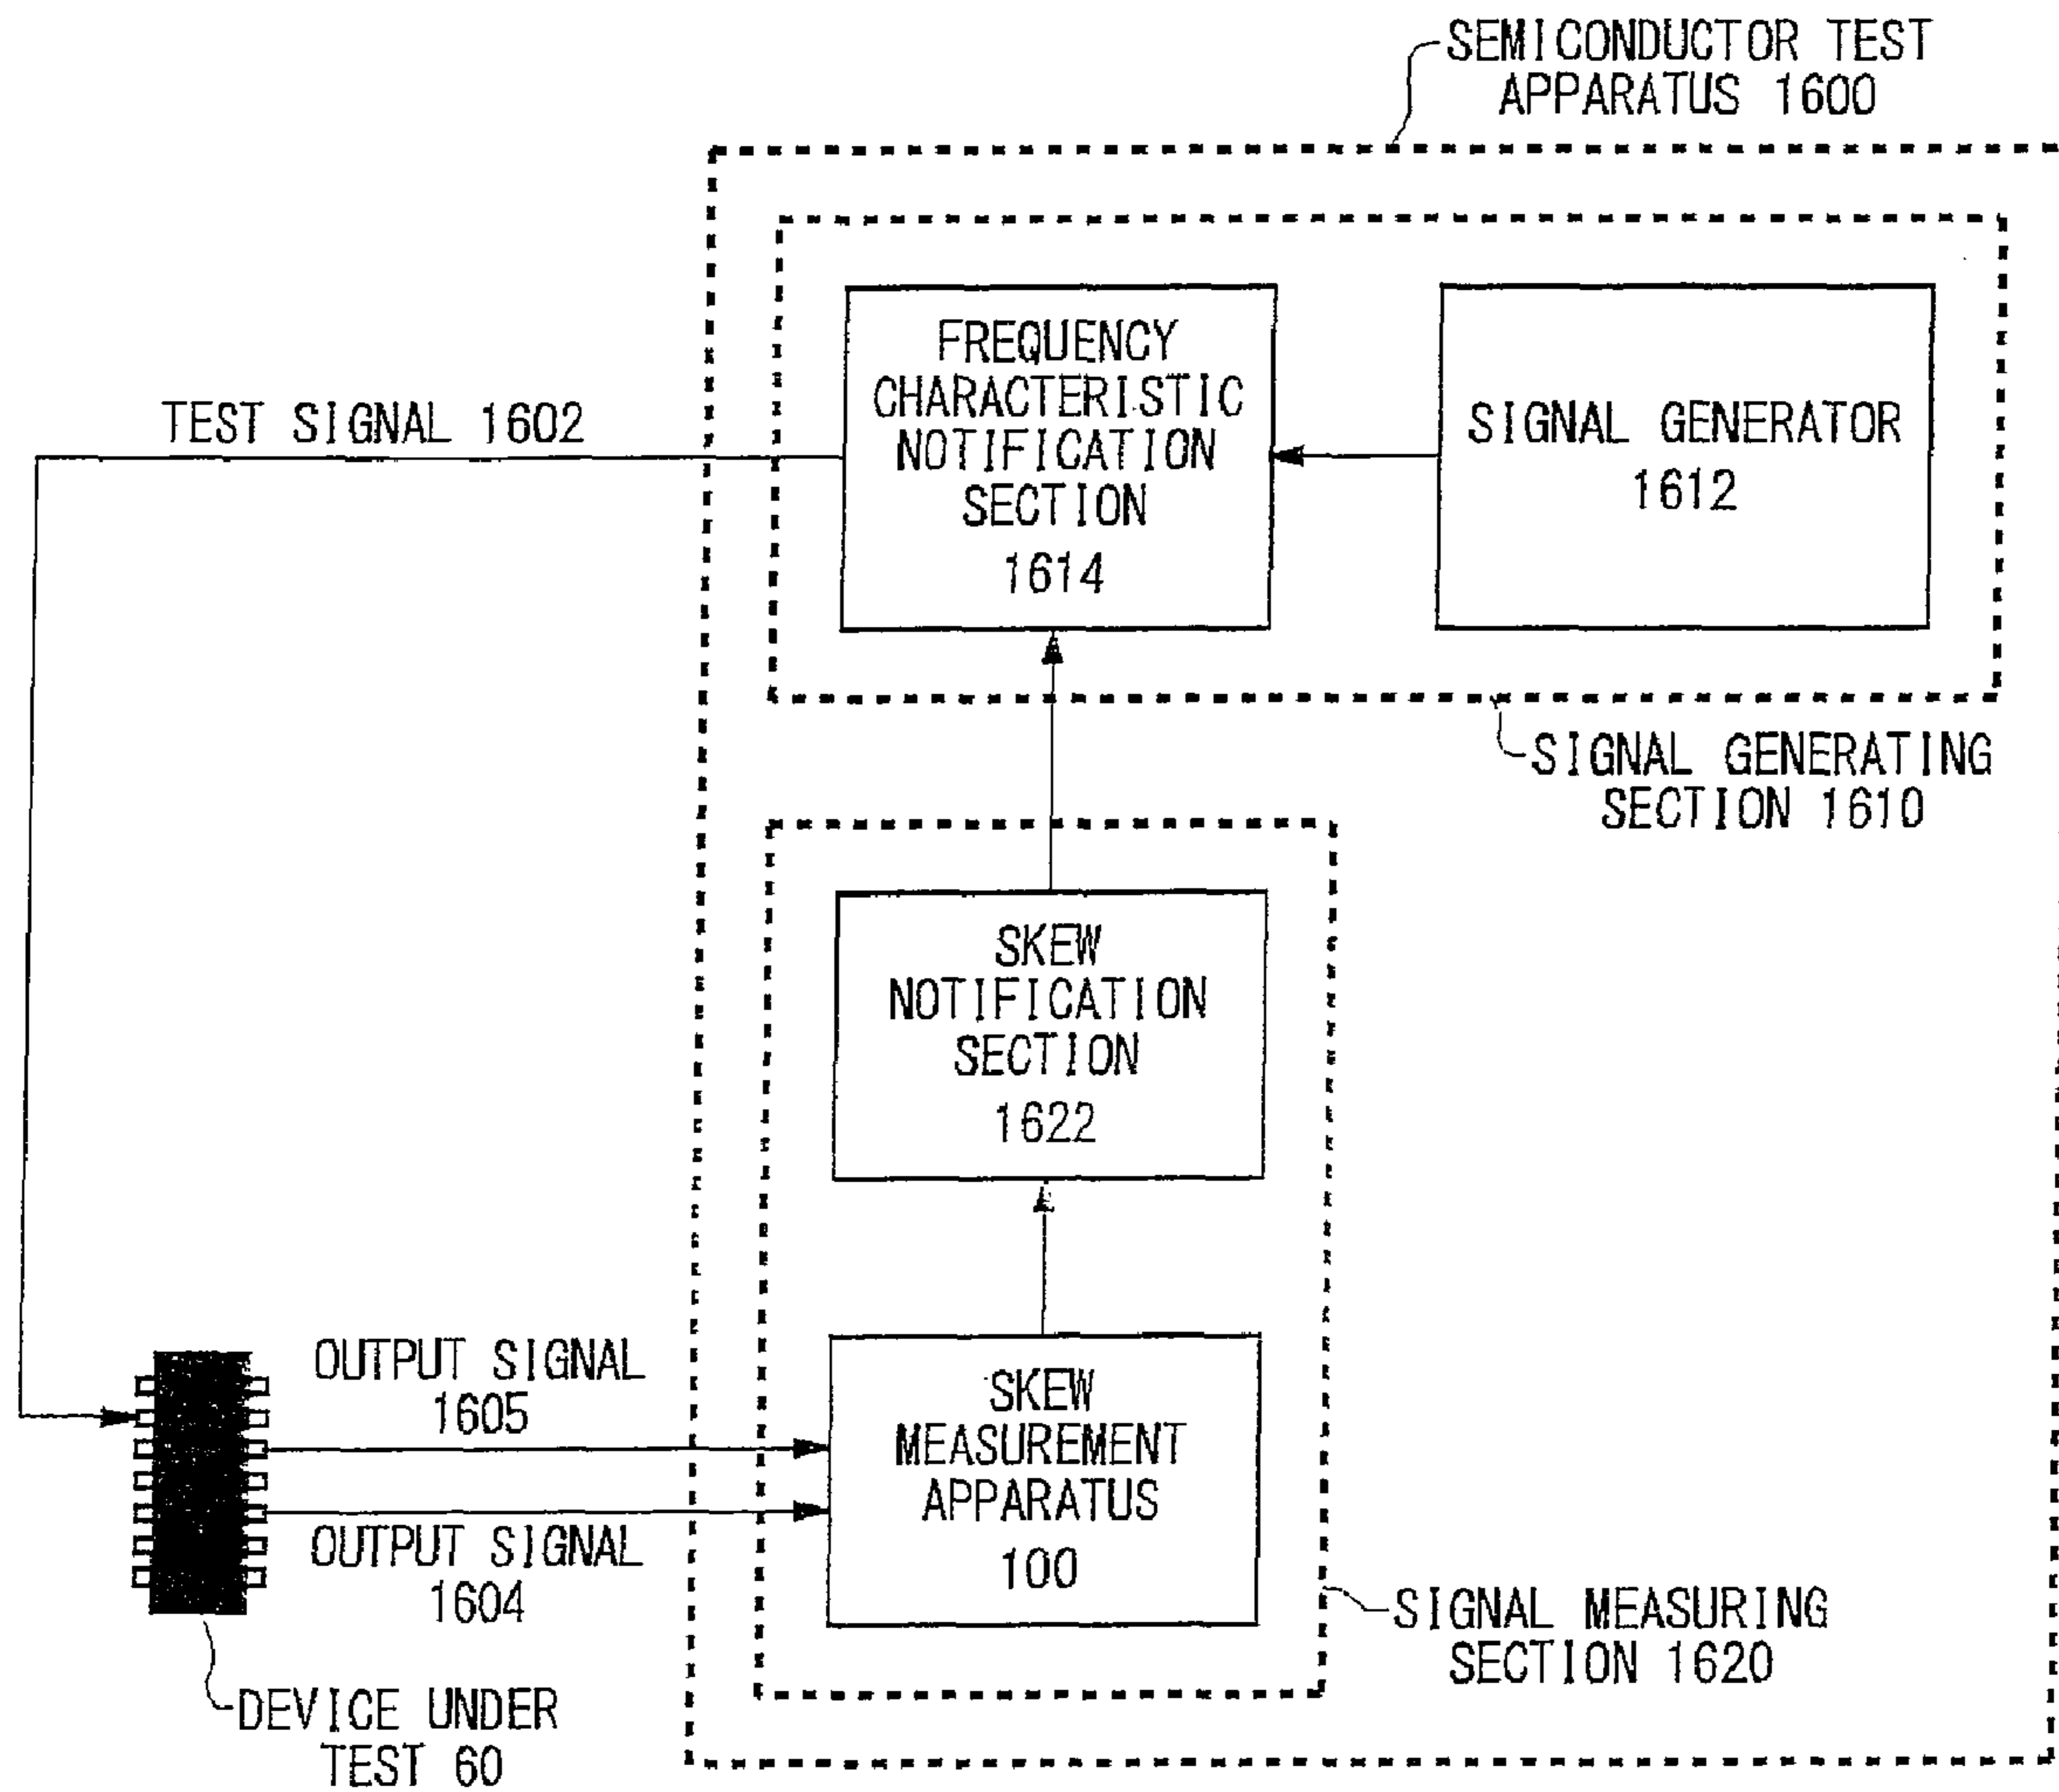 SEMICONDUCTOR TEST
APPARATUS 1600
FREQUENCY
CHARACTERISTIC
NOTIFICATION
SECTION
1614
SIGNAL GENERATOR
1612
TEST SIGNAL 1602
SIGNAL GENERATING
SECTION 1610
SKEW
NOTIFICATION
SECTION
1622
OUTPUT SIGNAL
1605
SKEW
MEASUREMENT
APPARATUS
100
OUTPUT SIGNAL
1604
SIGNAL MEASURING
SECTION 1620
DEVICE UNDER
TEST 60